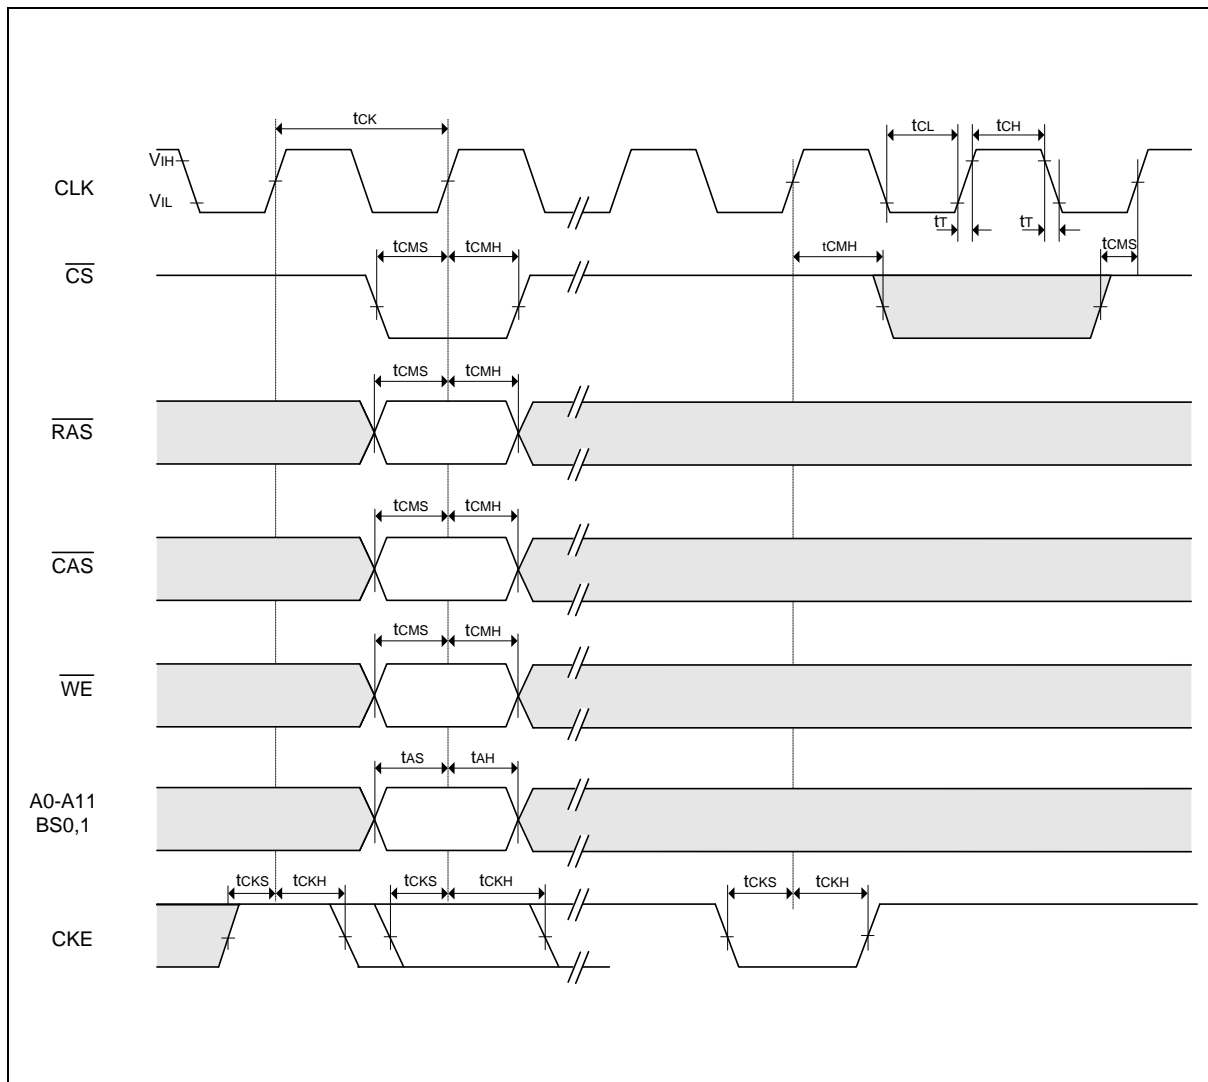 tCK
tCL
tCH
VIH
CLK
VIL
tT
tT
tCMS
tCMH
tCMH
tCMS
CS
tCMS
tCMH
RAS
tCMS
tCMH
CAS
tCMS
tCMH
WE
tAS
tAH
A0-A11
BS0,1
tCKS
tCKH
tCKS
tCKH
tCKS
tCKH
CKE